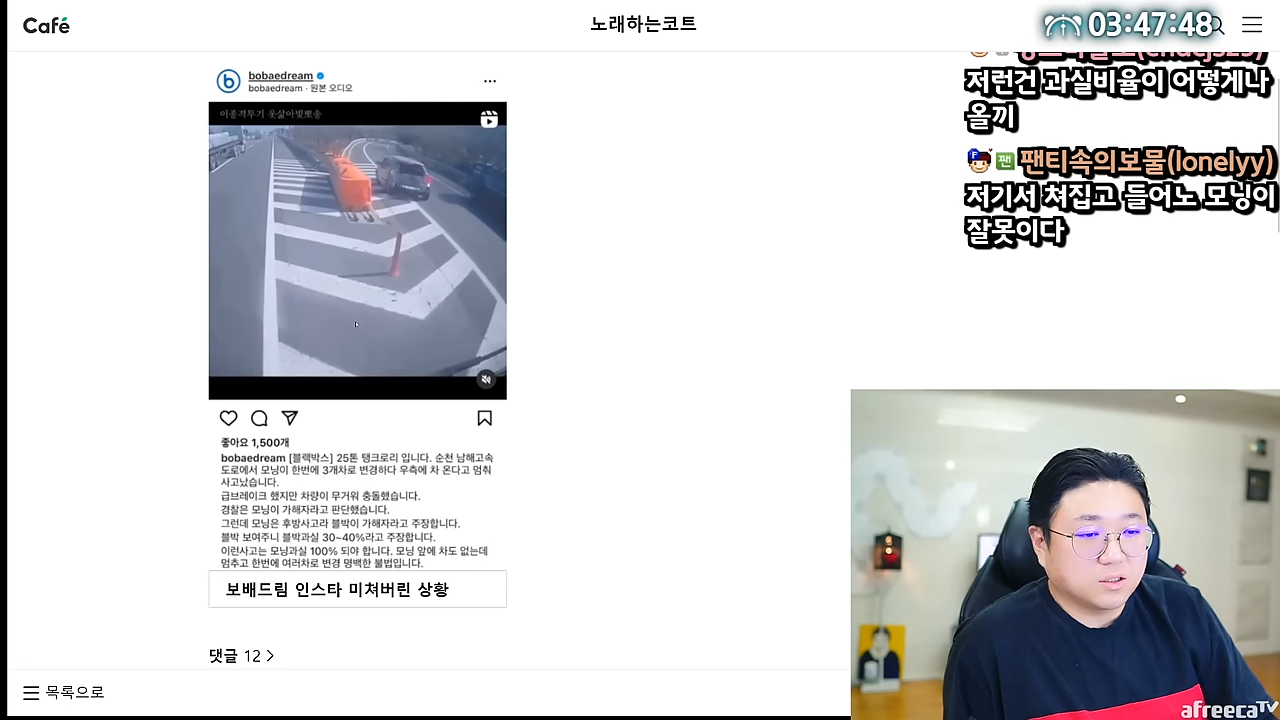 Café
노래하는코트
03:47:48
bobaedream
bobaedream · 원본 오디오
이종격투기 옷삶아빛뽀송
좋아요 1,500개
bobaedream [블랙박스] 25톤 탱크로리 입니다. 순천 남해고속
도로에서 모닝이 한번에 3개차로 변경하다 우측에 차 온다고 멈춰
사고났습니다.
급브레이크 했지만 차량이 무거워 충돌했습니다.
경찰은 모닝이 가해자라고 판단했습니다.
그런데 모닝은 후방사고라 블박이 가해자라고 주장합니다.
블박 보여주니 블박과실 30~40%라고 주장합니다.
이런사고는 모닝과실 100% 되야 합니다. 모닝 앞에 차도 없는데
멈추고 한번에 여러차로 변경 명백한 불법입니다.
보배드림 인스타 미쳐버린 상황
댓글 12
목록으로
저런건 과실비율이 어떻게나
올끼
팬
팬티속의보물(lonelyy)
저기서 쳐집고 들어노 모닝이
잘못이다
afreecaTV